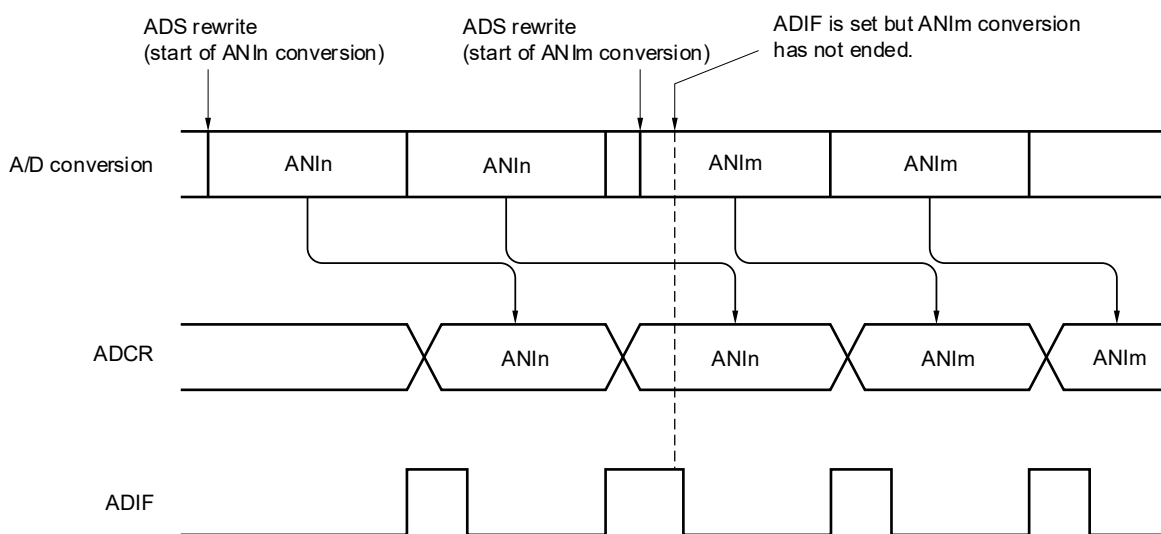 ADS rewrite
(start of ANIn conversion)
ADS rewrite
(start of ANIm conversion)
ADIF is set but ANIm conversion
has not ended.
A/D conversion
ANIn
ANIn
ANIm
ANIm
ADCR
ANIn
ANIn
ANIm
ANIm
ADIF